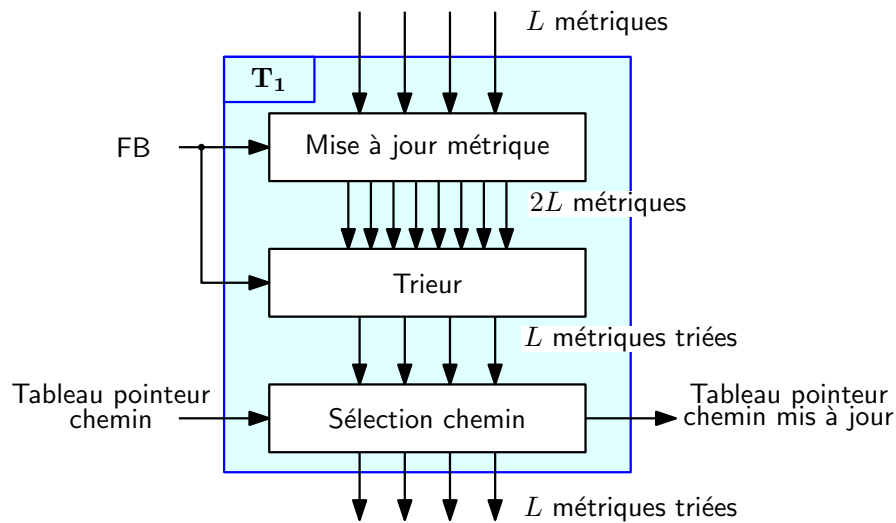 L métriques
T₁
FB
Mise à jour métrique
2L métriques
Trieur
L métriques triées
Tableau pointeur
chemin
Sélection chemin
Tableau pointeur
chemin mis à jour
L métriques triées